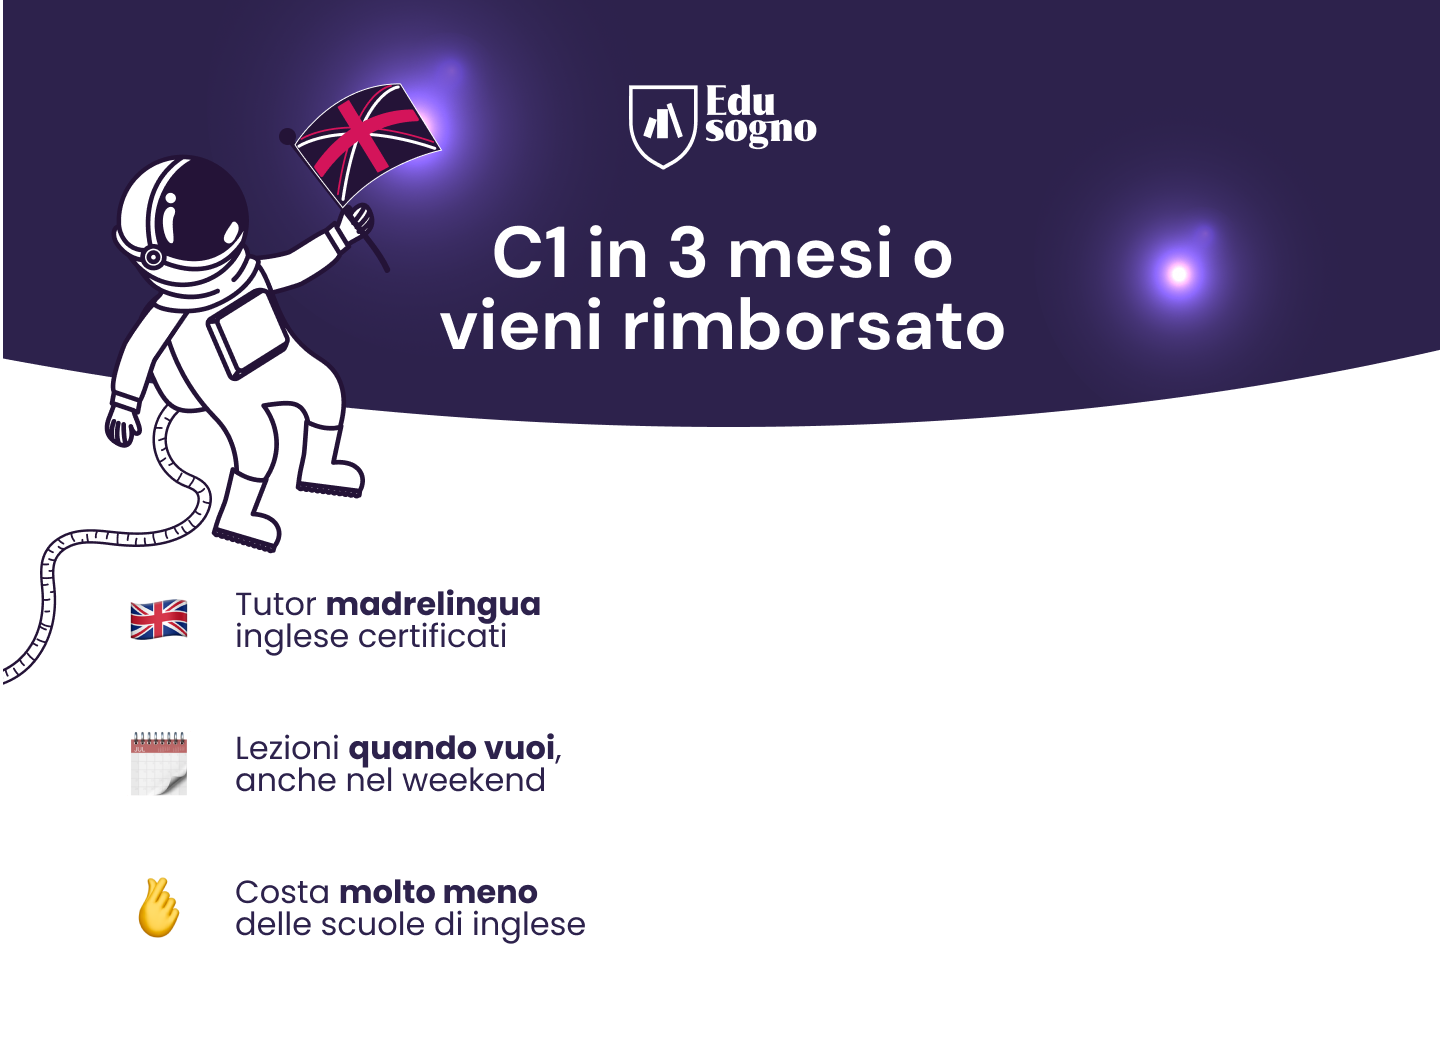 Edu
sogno
C1 in 3 mesi o
vieni rimborsato
Tutor madrelingua
inglese certificati
JUL
Lezioni quando vuoi,
anche nel weekend
Costa molto meno
delle scuole di inglese